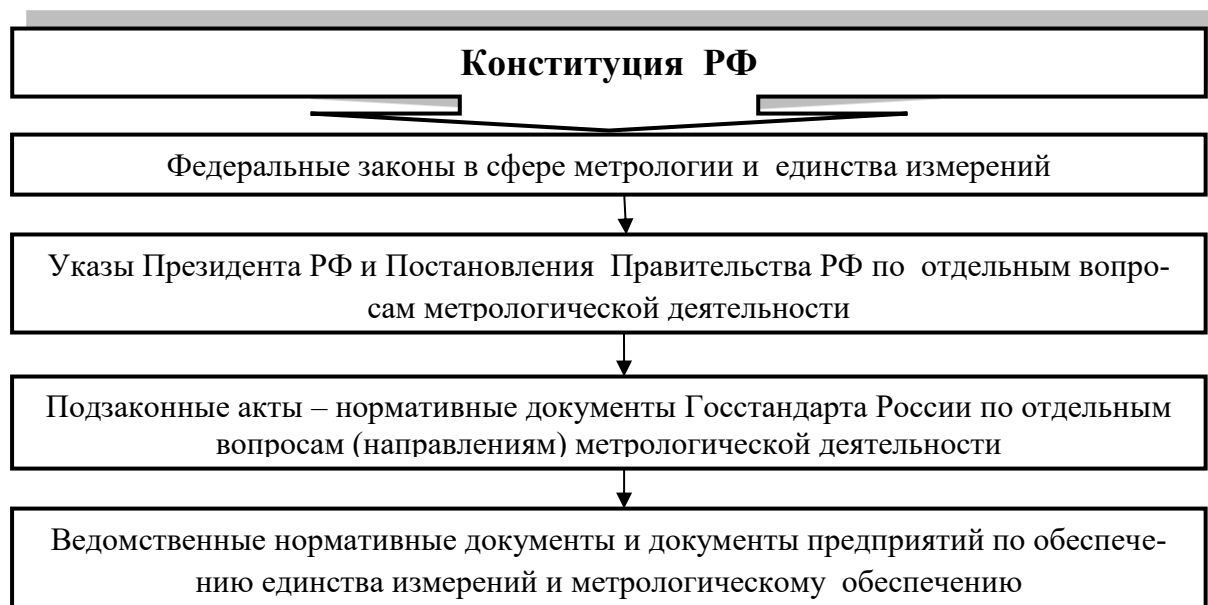 Конституция РФ
Федеральные законы в сфере метрологии и единства измерений
Указы Президента РФ и Постановления Правительства РФ по отдельным вопро-
сам метрологической деятельности
Подзаконные акты – нормативные документы Госстандарта России по отдельным
вопросам (направлениям) метрологической деятельности
Ведомственные нормативные документы и документы предприятий по обеспече-
нию единства измерений и метрологическому обеспечению